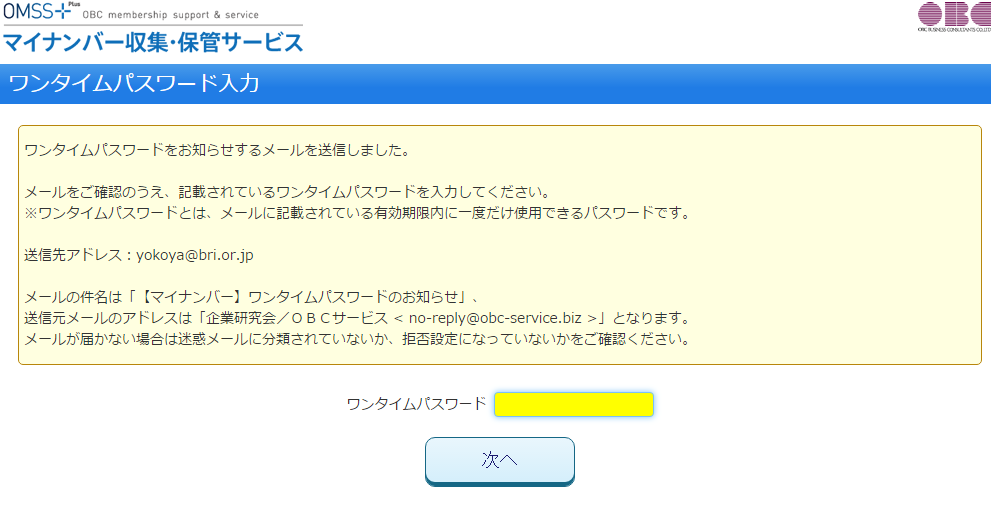 OMSS+Plus OBC membership support & service
マイナンバー収集・保管サービス
OBC
OBC BUSINESS CONSULTANTS CO.,LTD
ワンタイムパスワード入力
ワンタイムパスワードをお知らせするメールを送信しました。
メールをご確認のうえ、記載されているワンタイムパスワードを入力してください。
※ワンタイムパスワードとは、メールに記載されている有効期限内に一度だけ使用できるパスワードです。
送信先アドレス：yokoya@bri.or.jp
メールの件名は「【マイナンバー】ワンタイムパスワードのお知らせ」、
送信元メールのアドレスは「企業研究会／ＯＢＣサービス < no-reply@obc-service.biz >」となります。
メールが届かない場合は迷惑メールに分類されていないか、拒否設定になっていないかをご確認ください。
ワンタイムパスワード
次へ